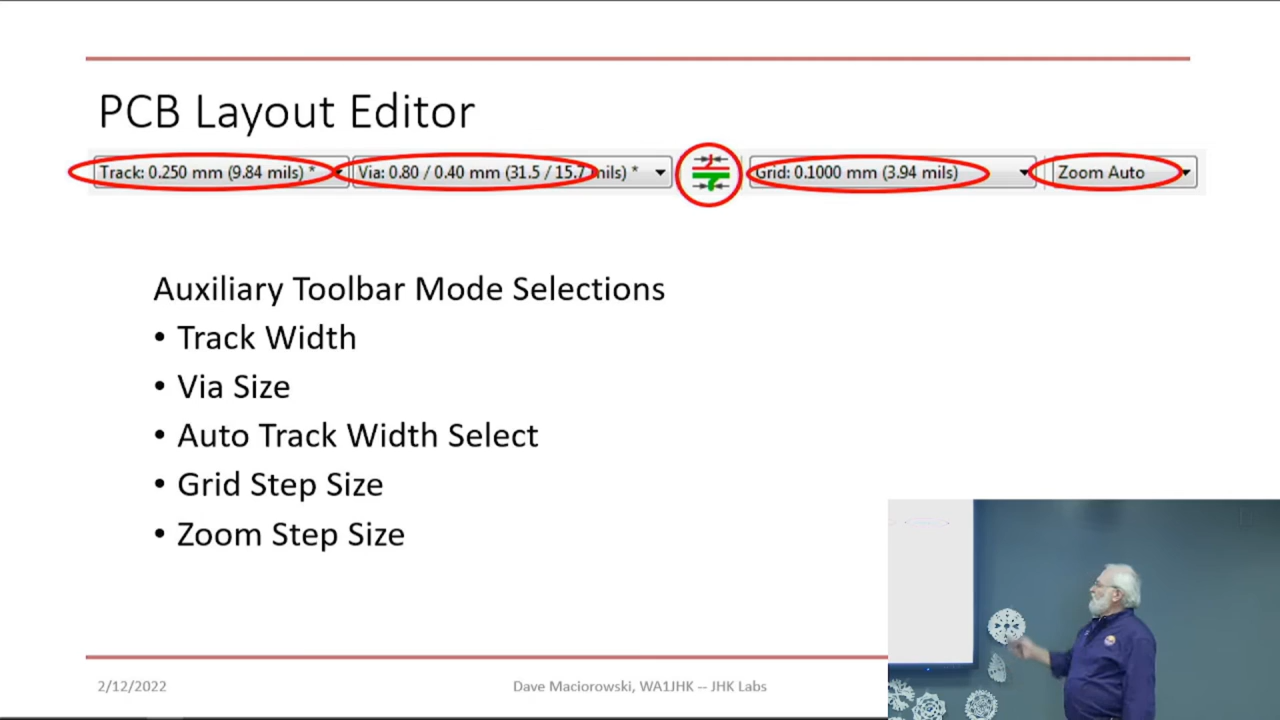 PCB Layout Editor
Track: 0.250 mm (9.84 mils) * Via: 0.80 / 0.40 mm (31.5 / 15.7 mils) * Grid: 0.1000 mm (3.94 mils) Zoom Auto
Auxiliary Toolbar Mode Selections
• Track Width
• Via Size
• Auto Track Width Select
• Grid Step Size
• Zoom Step Size
2/12/2022 Dave Maciorowski, WA1JHK -- JHK Labs